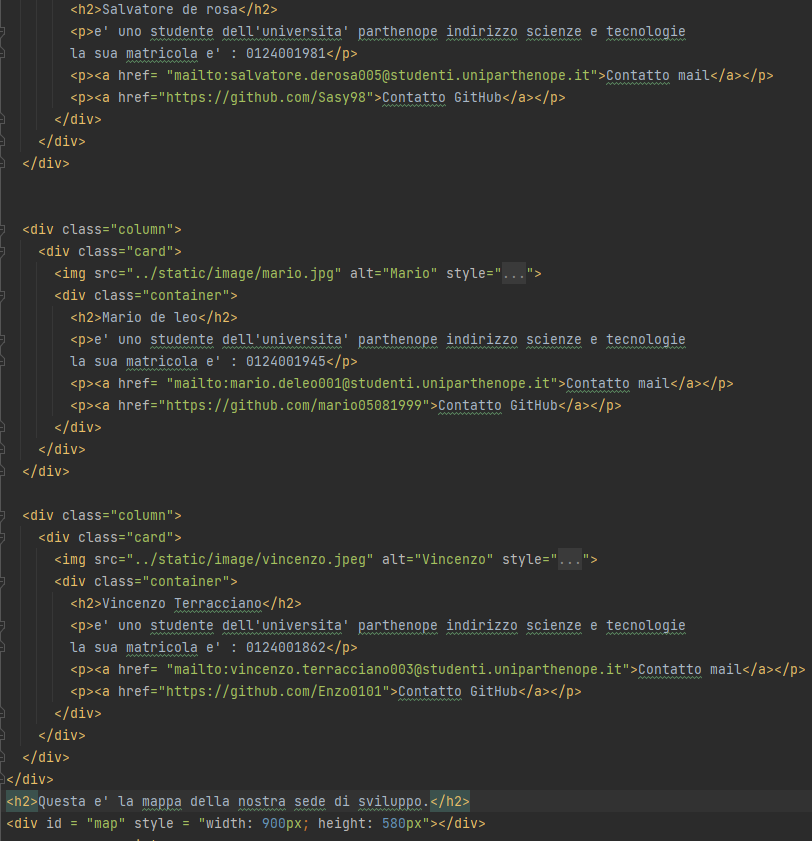 <h2>Salvatore de rosa</h2>
<p>e' uno studente dell'universita' parthenope indirizzo scienze e tecnologie
la sua matricola e' : 0124001981</p>
<p><a href= "mailto:salvatore.derosa005@studenti.uniparthenope.it">Contatto mail</a></p>
<p><a href="https://github.com/Sasy98">Contatto GitHub</a></p>
</div>
</div>
</div>
<div class="column">
<div class="card">
<img src="../static/image/mario.jpg" alt="Mario" style="...">
<div class="container">
<h2>Mario de leo</h2>
<p>e' uno studente dell'universita' parthenope indirizzo scienze e tecnologie
la sua matricola e' : 0124001945</p>
<p><a href= "mailto:mario.deleo001@studenti.uniparthenope.it">Contatto mail</a></p>
<p><a href="https://github.com/mario05081999">Contatto GitHub</a></p>
</div>
</div>
</div>
<div class="column">
<div class="card">
<img src="../static/image/vincenzo.jpeg" alt="Vincenzo" style="...">
<div class="container">
<h2>Vincenzo Terracciano</h2>
<p>e' uno studente dell'universita' parthenope indirizzo scienze e tecnologie
la sua matricola e' : 0124001862</p>
<p><a href= "mailto:vincenzo.terracciano003@studenti.uniparthenope.it">Contatto mail</a></p>
<p><a href="https://github.com/Enzo0101">Contatto GitHub</a></p>
</div>
</div>
</div>
</div>
<h2>Questa e' la mappa della nostra sede di sviluppo.</h2>
<div id = "map" style = "width: 900px; height: 580px"></div>